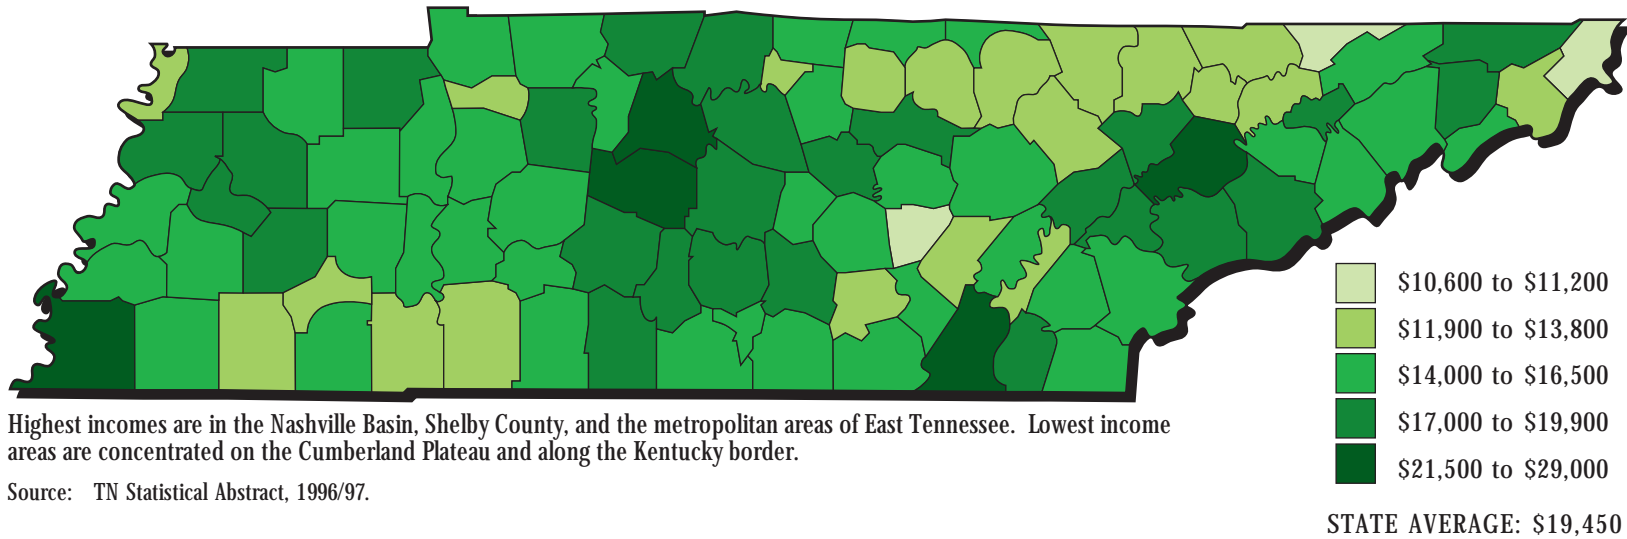 $10,600 to $11,200
$11,900 to $13,800
$14,000 to $16,500
$17,000 to $19,900
$21,500 to $29,000
STATE AVERAGE: $19,450
Highest incomes are in the Nashville Basin, Shelby County, and the metropolitan areas of East Tennessee. Lowest income
areas are concentrated on the Cumberland Plateau and along the Kentucky border.
Source: TN Statistical Abstract, 1996/97.